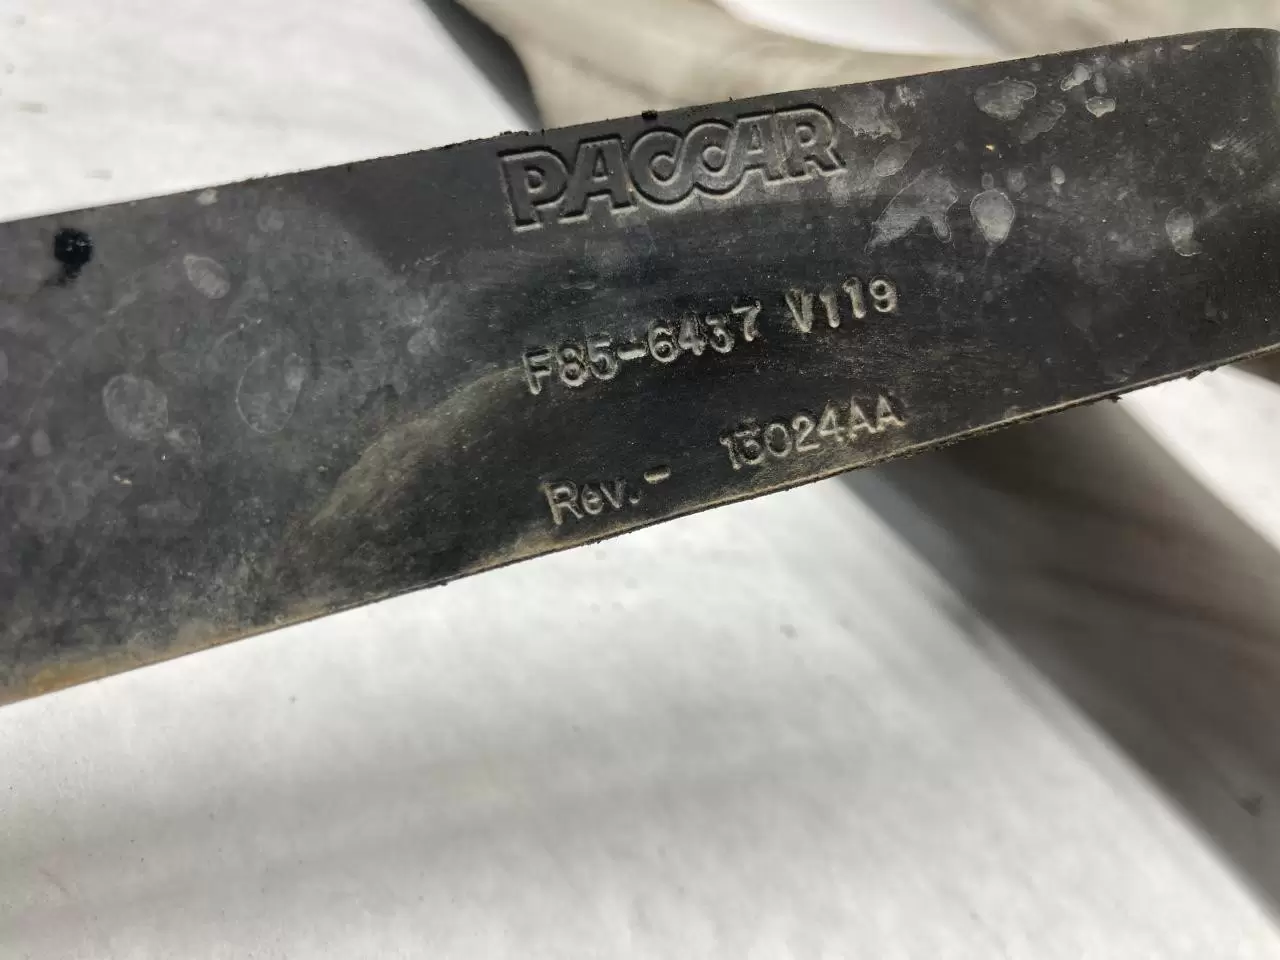 PACCAR
F85-6437 V119
Rev.- 15024AA